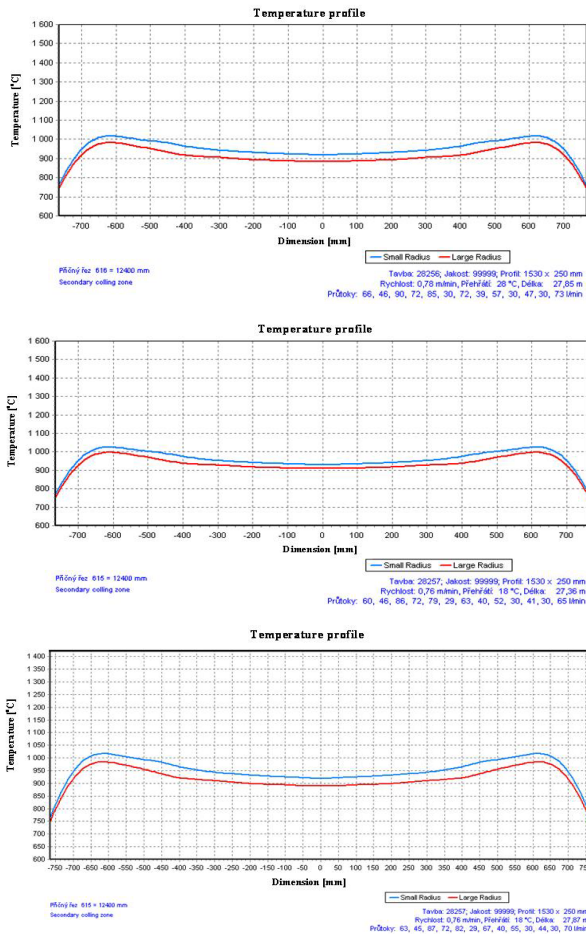 Temperature profile
Temperature [°C]
1 600
1 500
1 400
1 300
1 200
1 100
1 000
900
800
700
600
-700 -600 -500 -400 -300 -200 -100 0 100 200 300 400 500 600 700
Dimension [mm]
Small Radius Large Radius
Příčný řez 616 = 12400 mm
Secondary colling zone
Tavba: 28256; Jakost: 99999; Profil: 1530 x 250 mm
Rychlost: 0,78 m/min, Přehřátí: 28 °C, Délka: 27,85 m
Průtoky: 66, 46, 90, 72, 85, 30, 72, 39, 57, 30, 47, 30, 73 l/min
Temperature profile
Temperature [°C]
1 600
1 500
1 400
1 300
1 200
1 100
1 000
900
800
700
600
-700 -600 -500 -400 -300 -200 -100 0 100 200 300 400 500 600 700
Dimension [mm]
Small Radius Large Radius
Příčný řez 615 = 12400 mm
Secondary colling zone
Tavba: 28257; Jakost: 99999; Profil: 1530 x 250 mm
Rychlost: 0,76 m/min, Přehřátí: 18 °C, Délka: 27,36 m
Průtoky: 60, 46, 86, 72, 79, 29, 63, 40, 52, 30, 41, 30, 65 l/min
Temperature profile
Temperature [°C]
1 400
1 350
1 300
1 250
1 200
1 150
1 100
1 050
1 000
950
900
850
800
750
700
650
600
-750 -700 -650 -600 -550 -500 -450 -400 -350 -300 -250 -200 -150 -100 -50 0 50 100 150 200 250 300 350 400 450 500 550 600 650 700 750
Dimension [mm]
Small Radius Large Radius
Příčný řez 615 = 12400 mm
Secondary colling zone
Tavba: 28257; Jakost: 99999; Profil: 1530 x 250 mm
Rychlost: 0,76 m/min, Přehřátí: 18 °C, Délka: 27,87 m
Průtoky: 63, 45, 87, 72, 82, 29, 67, 40, 55, 30, 44, 30, 70 l/min